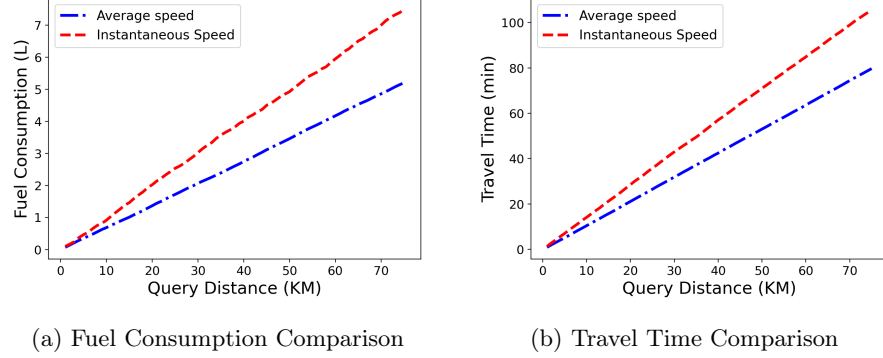 Average speed
Instantaneous Speed
Fuel Consumption (L)
7
6
5
4
3
2
1
0
0 10 20 30 40 50 60 70
Query Distance (KM)
(a) Fuel Consumption Comparison
Average speed
Instantaneous Speed
Travel Time (min)
100
80
60
40
20
0
0 10 20 30 40 50 60 70
Query Distance (KM)
(b) Travel Time Comparison